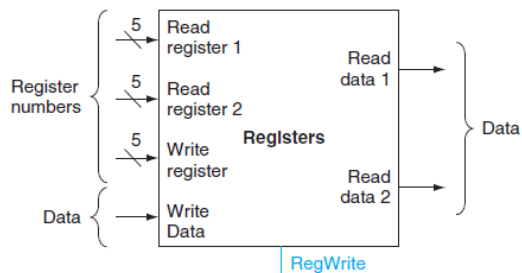 5
Read
register 1
Read
data 1
Register
numbers
5
Read
register 2
Data
5
Registers
Write
register
Read
data 2
Data
Write
Data
RegWrite